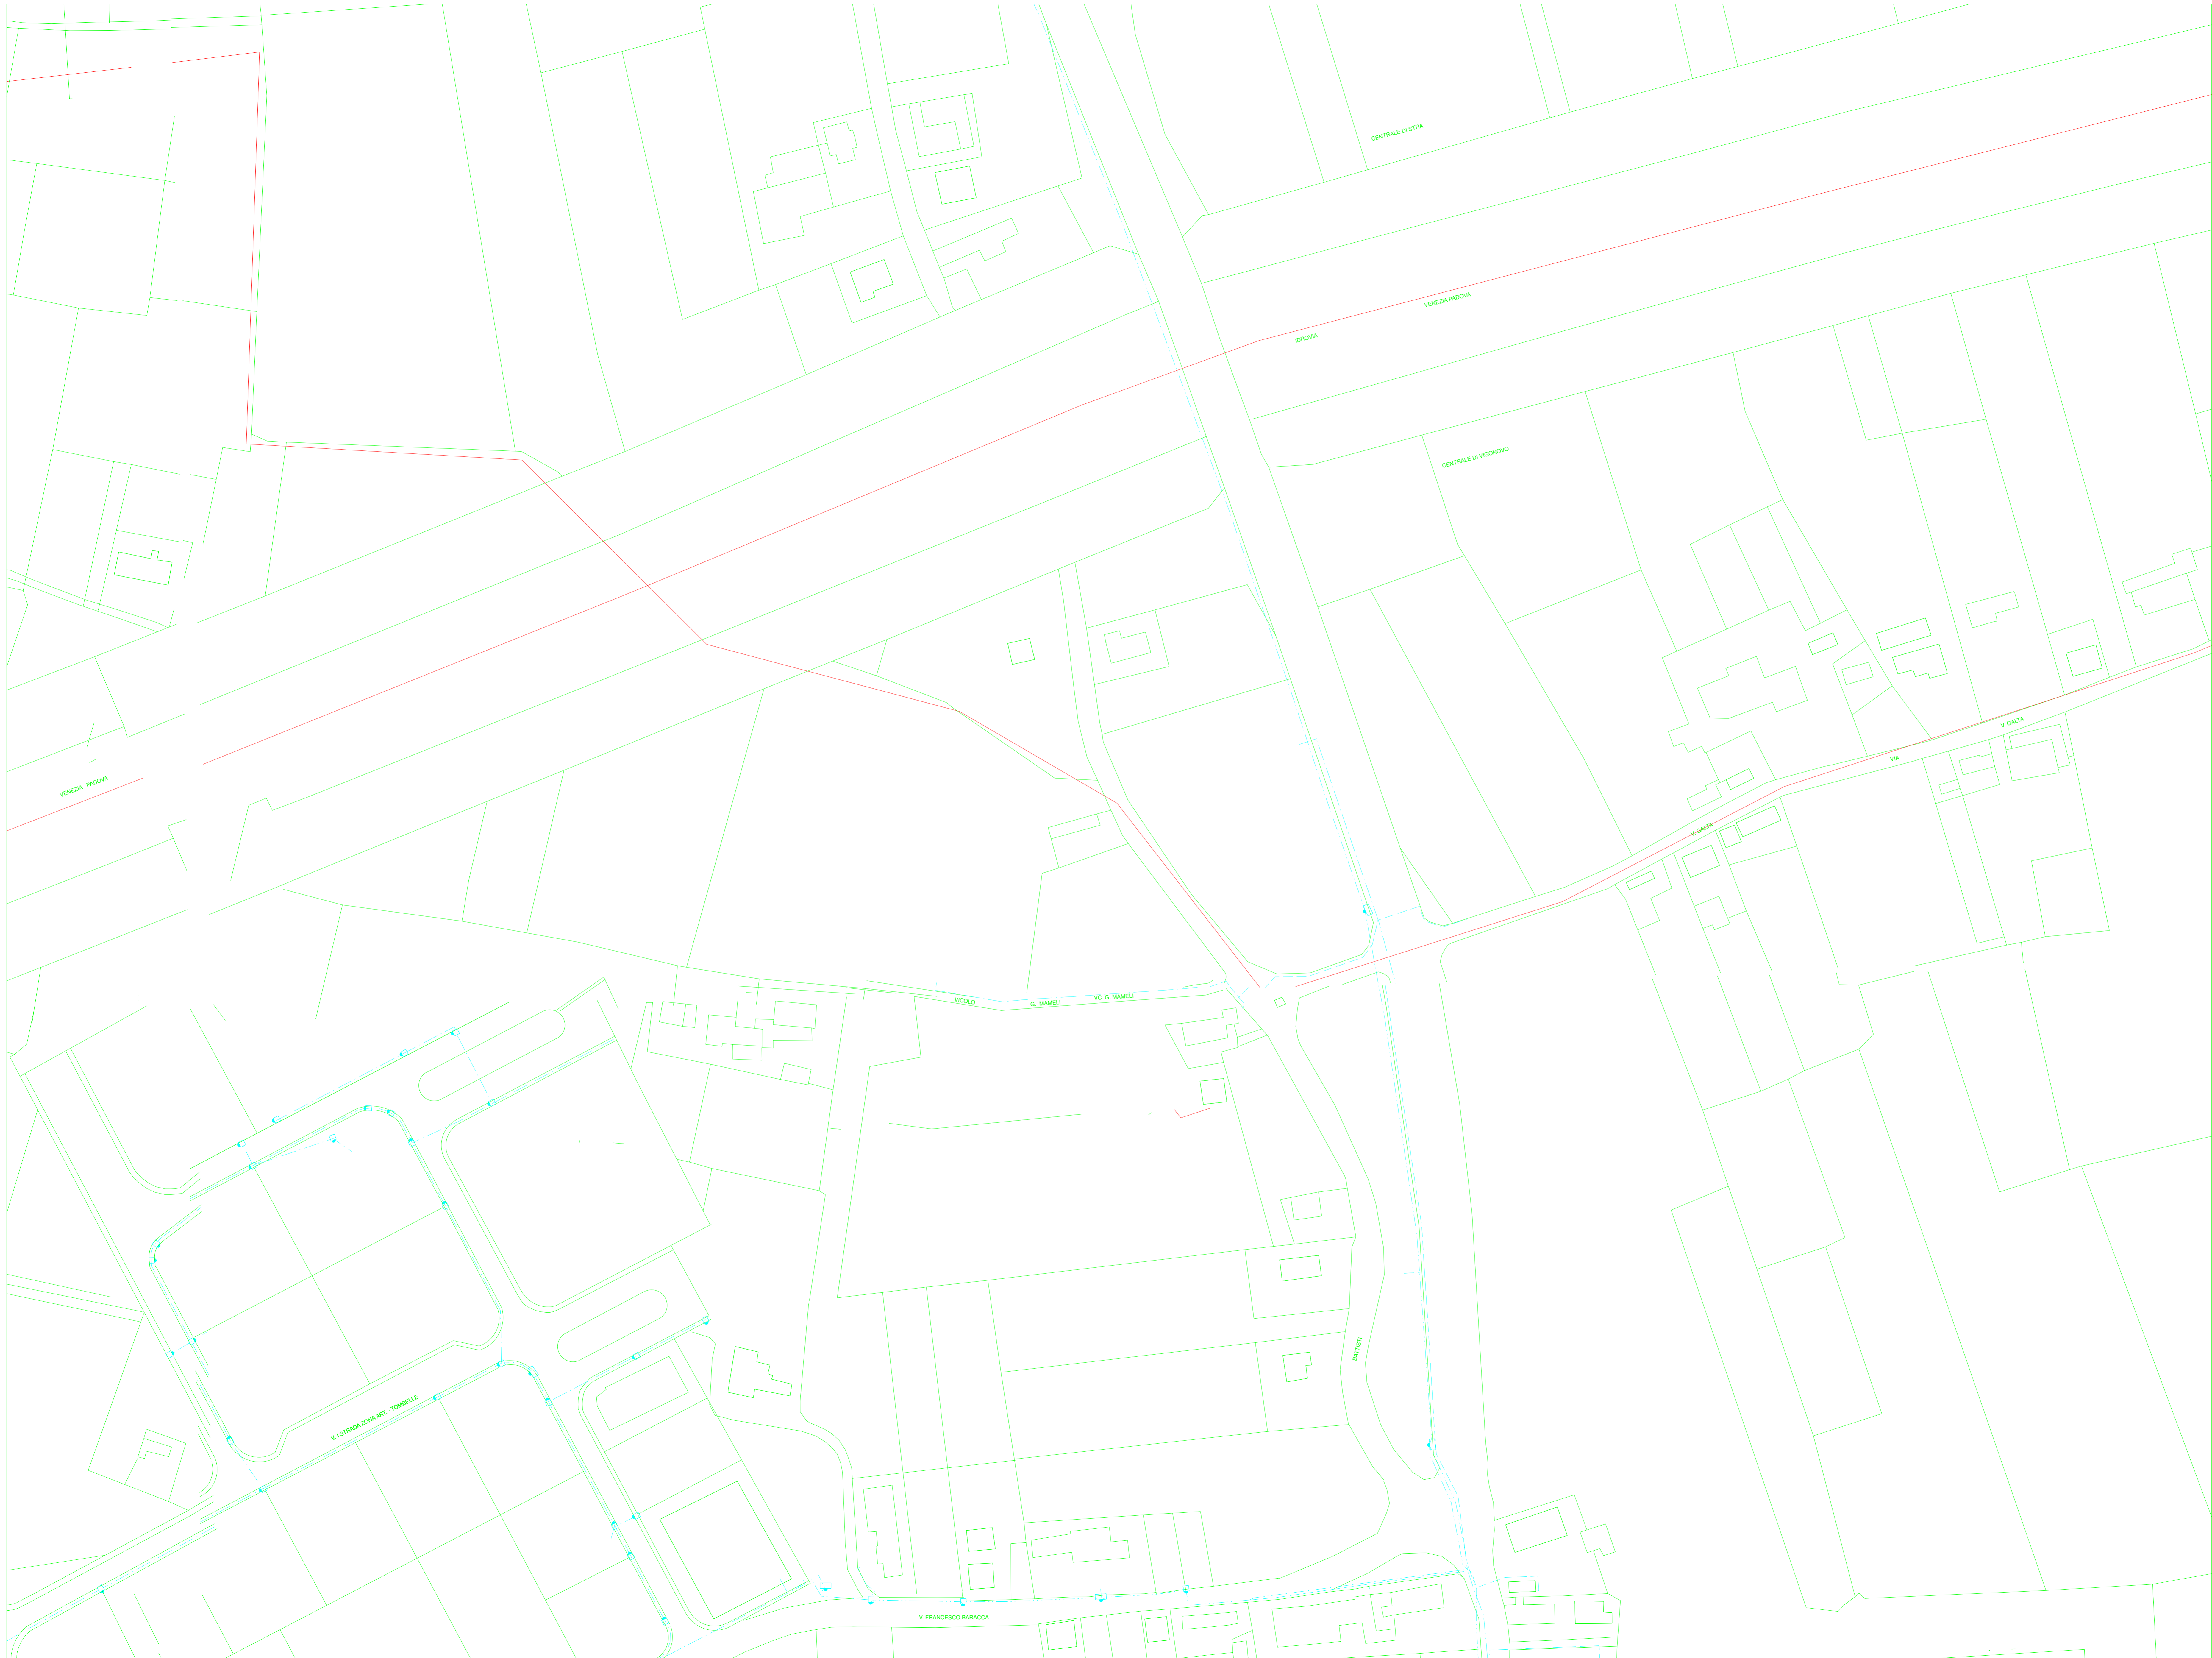 CENTRALE DI STRA
VENEZIA PADOVA
IDROVIA
CENTRALE DI VIGONOVO
V. GALTA
VIA
VENEZIA PADOVA
V. GALTA
VICOLO
G. MAMELI
VC. G. MAMELI
BATTISTI
V. I STRADA ZONA ART. - TOMBELLE
V. FRANCESCO BARACCA